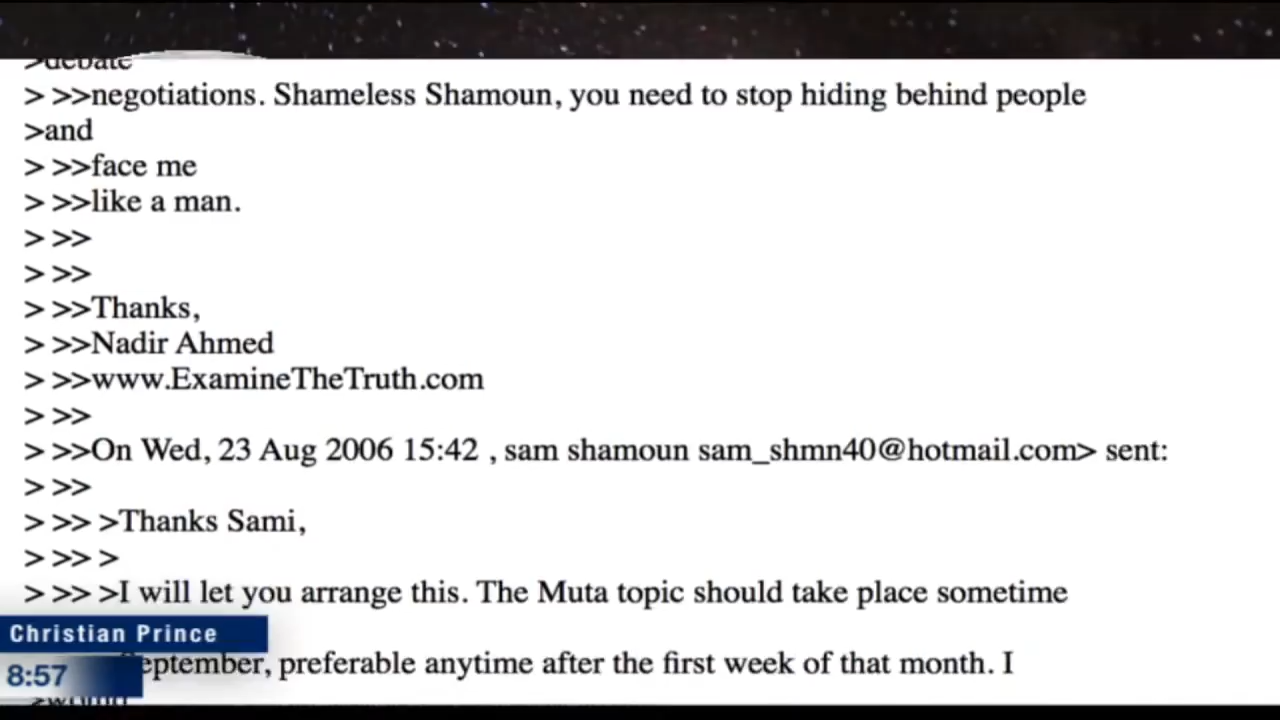 >debate
> >>negotiations. Shameless Shamoun, you need to stop hiding behind people
>and
> >>face me
> >>like a man.
> >>
> >>
> >>Thanks,
> >>Nadir Ahmed
> >>www.ExamineTheTruth.com
> >>
> >>On Wed, 23 Aug 2006 15:42 , sam shamoun sam_shmn40@hotmail.com> sent:
> >>
> >> >Thanks Sami,
> >> >
> >> >I will let you arrange this. The Muta topic should take place sometime
Christian Prince
September, preferable anytime after the first week of that month. I
8:57